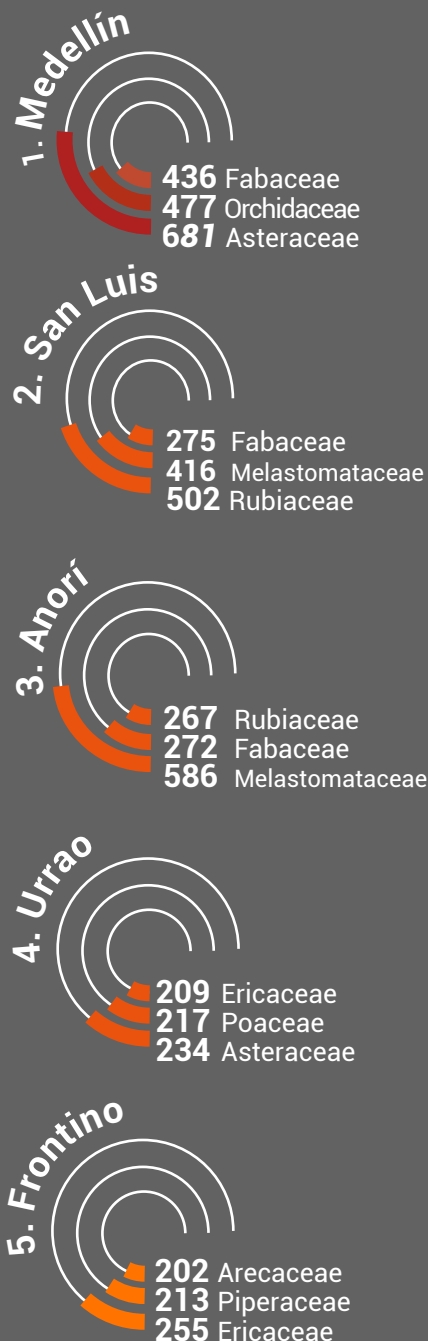 1. Medellín
436 Fabaceae
477 Orchidaceae
681 Asteraceae
2. San Luis
275 Fabaceae
416 Melastomataceae
502 Rubiaceae
3. Anorí
267 Rubiaceae
272 Fabaceae
586 Melastomataceae
4. Urrao
209 Ericaceae
217 Poaceae
234 Asteraceae
5. Frontino
202 Arecaceae
213 Piperaceae
255 Ericaceae